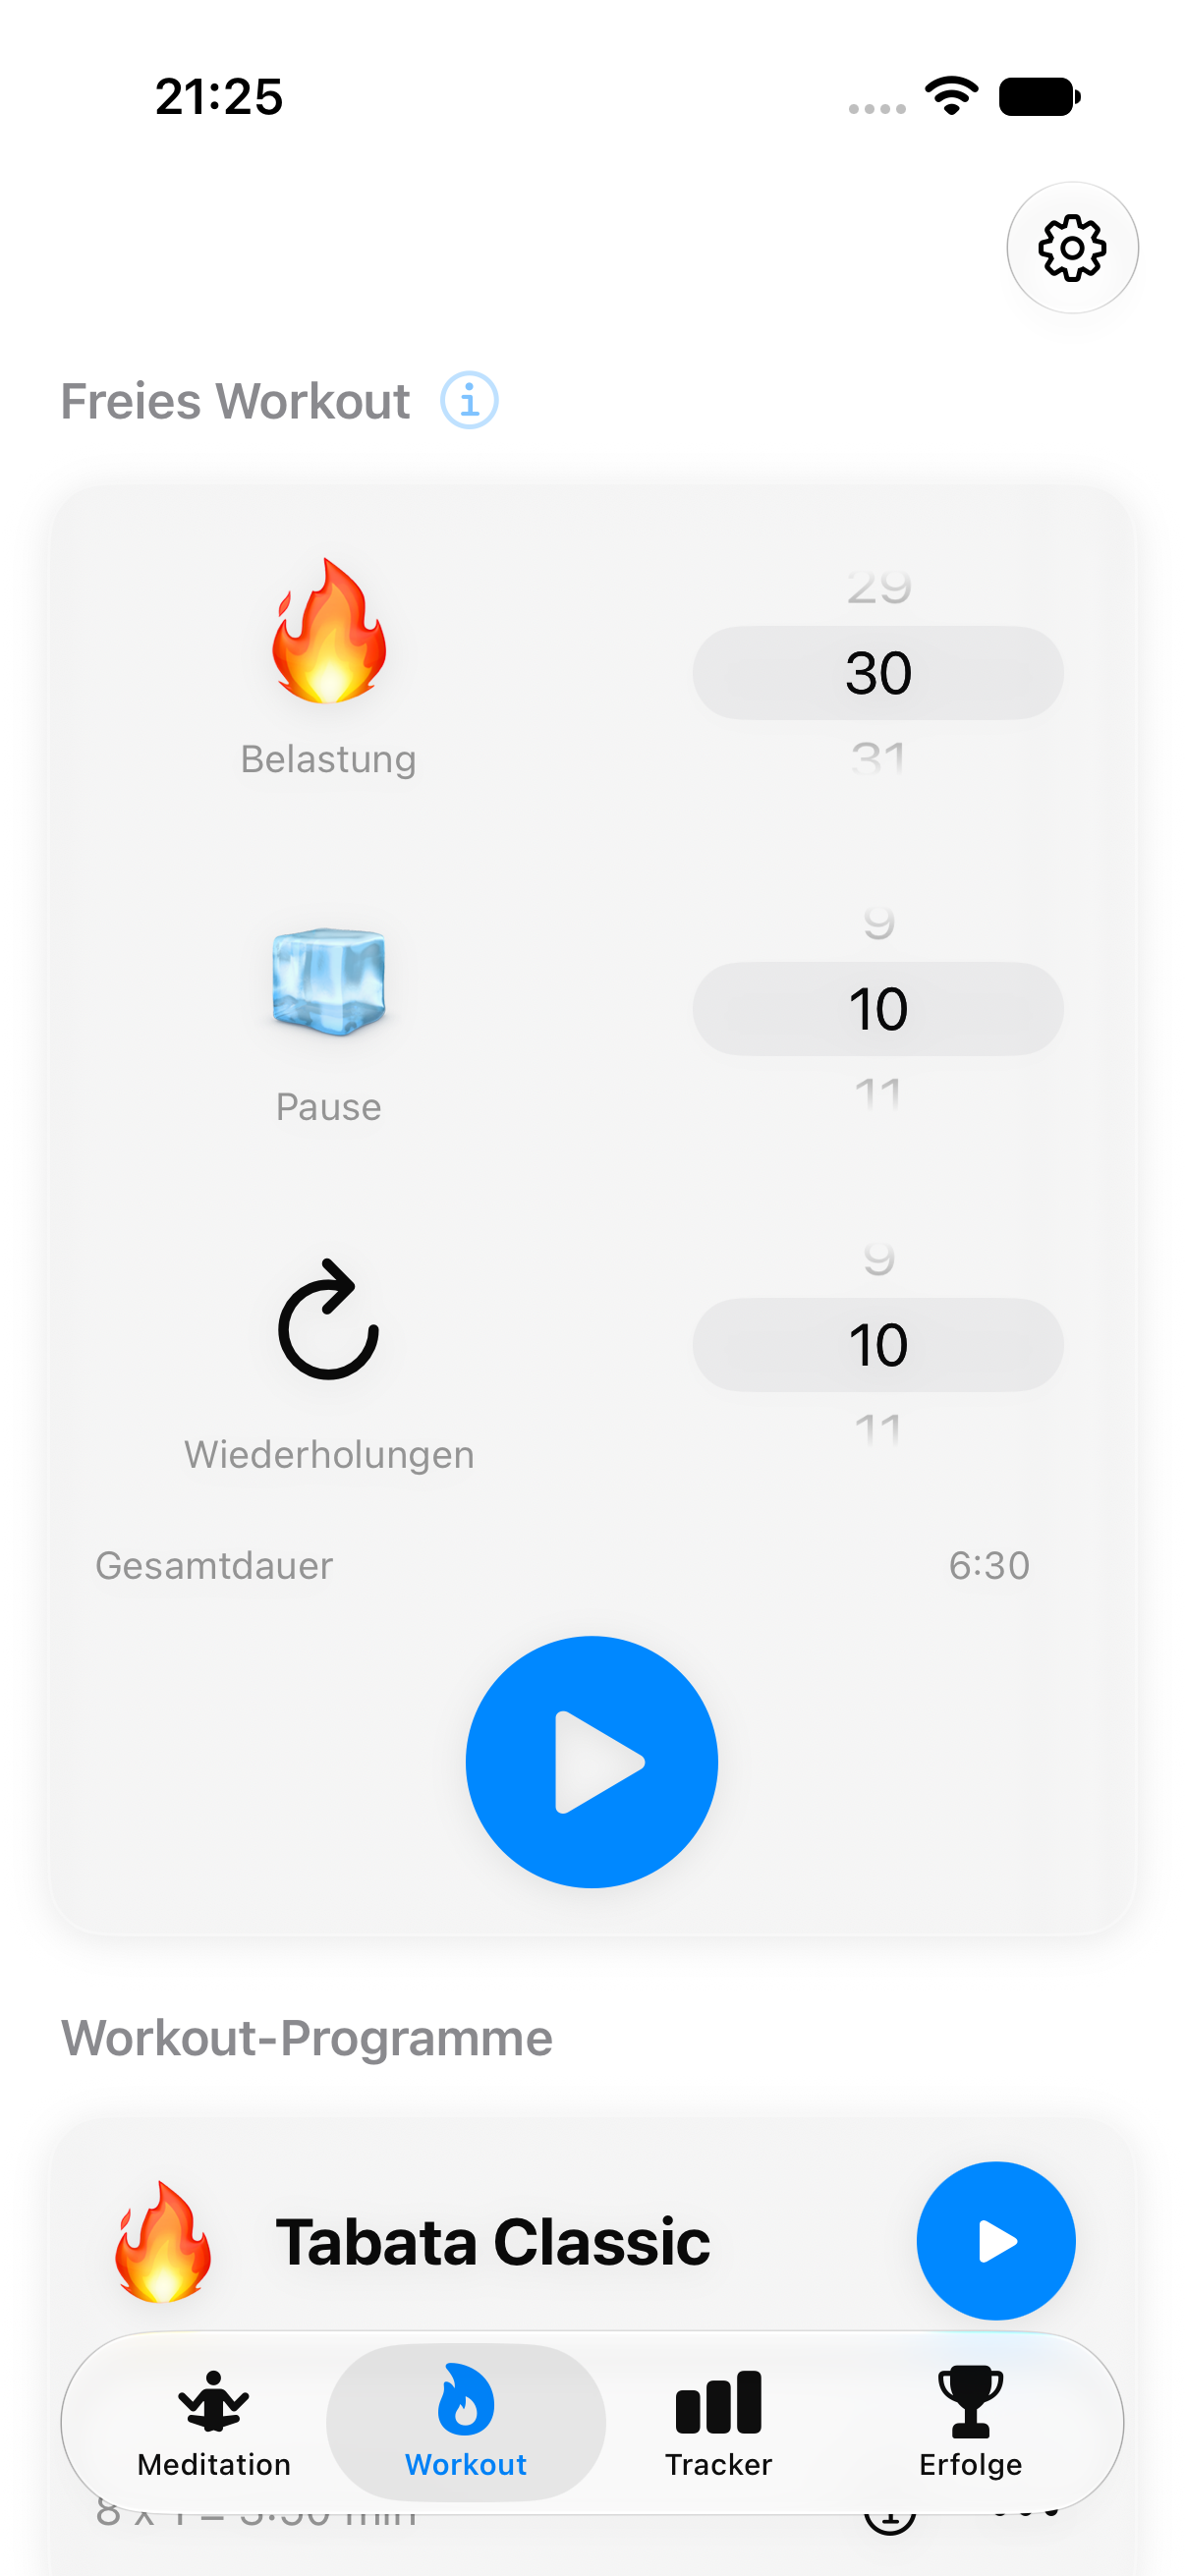 21:25
Freies Workout
29
30
31
Belastung
9
10
11
Pause
9
10
11
Wiederholungen
Gesamtdauer 6:30
Workout-Programme
Tabata Classic
Meditation Workout Tracker Erfolge